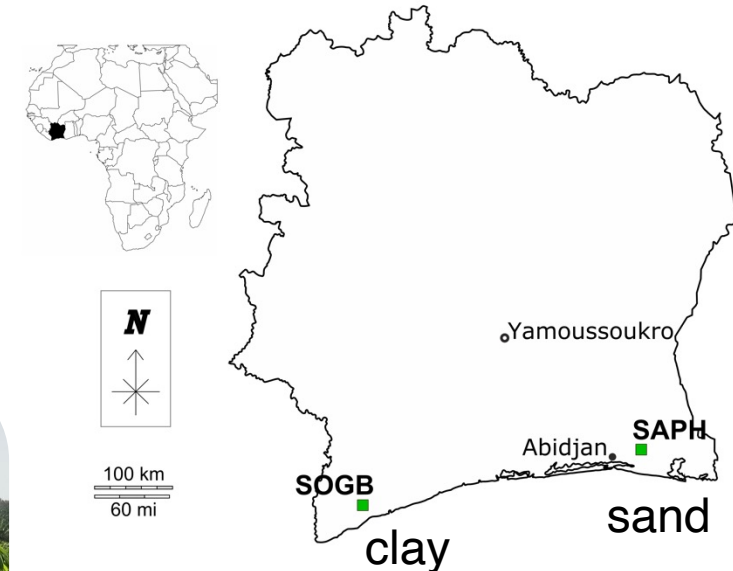 N
100 km
60 mi
Yamoussoukro
Abidjan
SAPH
SOGB
clay
sand